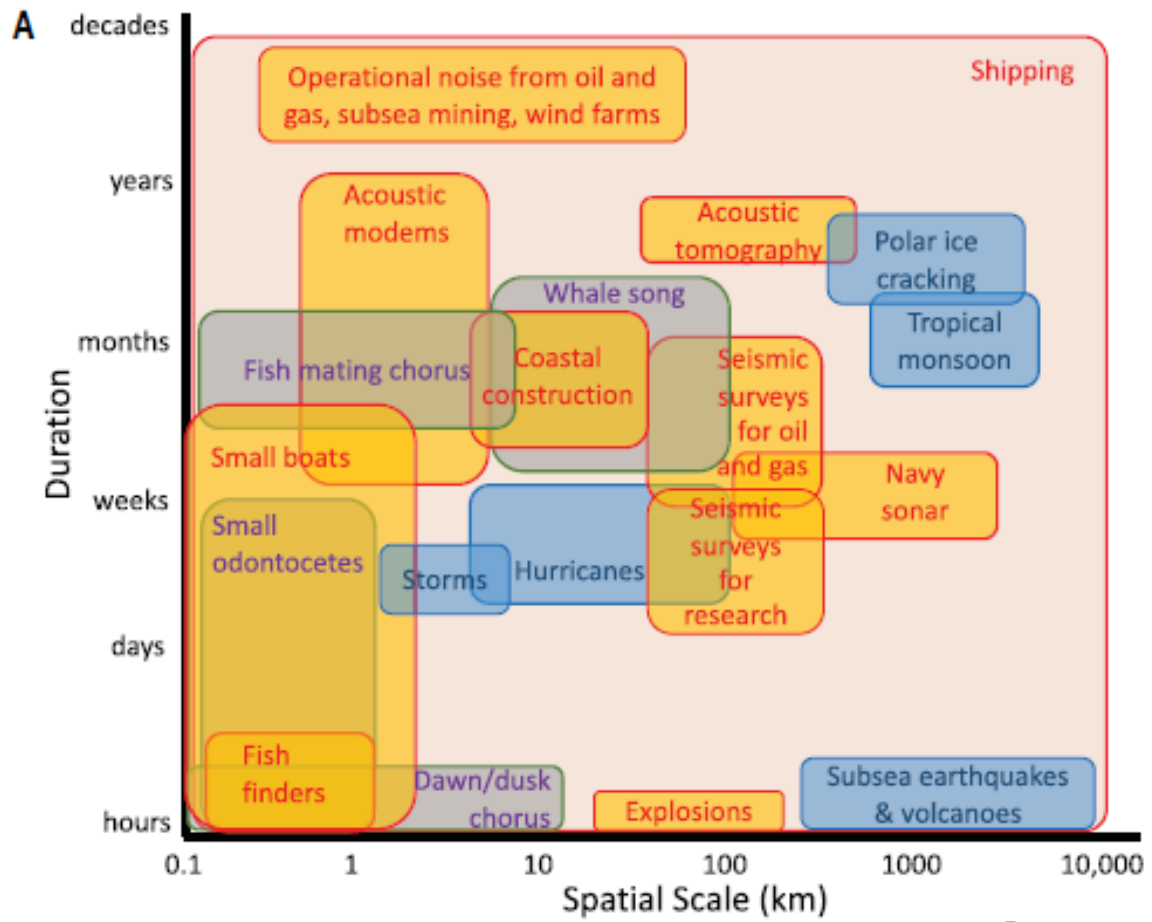 A
decades
years
months
weeks
days
hours
Duration
Operational noise from oil and
gas, subsea mining, wind farms
Shipping
Acoustic
modems
Acoustic
tomography
Polar ice
cracking
Whale song
Tropical
monsoon
Fish mating chorus
Coastal
construction
Seismic
surveys
for oil
and gas
Small boats
Navy
sonar
Small
odontocetes
Storms
Hurricanes
Seismic
surveys
for
research
Fish
finders
Dawn/dusk
chorus
Explosions
Subsea earthquakes
& volcanoes
0.1
1
10
100
1000
10,000
Spatial Scale (km)